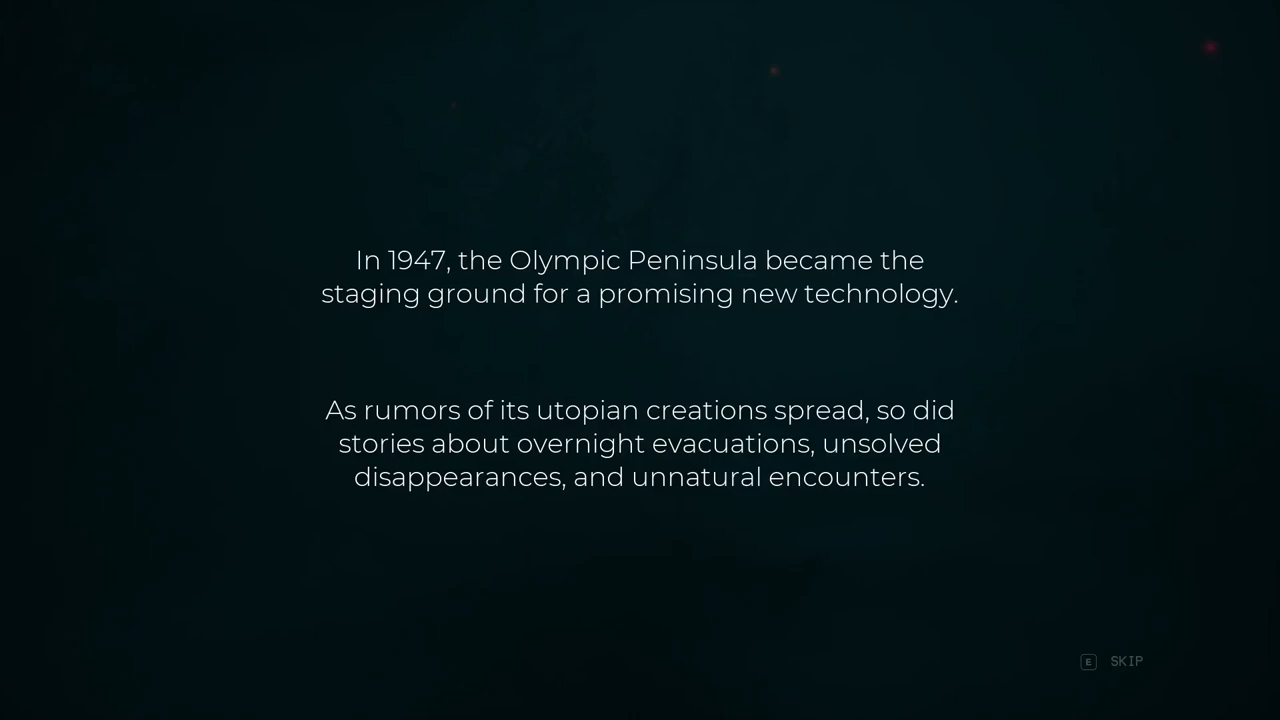 In 1947, the Olympic Peninsula became the
staging ground for a promising new technology.
As rumors of its utopian creations spread, so did
stories about overnight evacuations, unsolved
disappearances, and unnatural encounters.
E SKIP